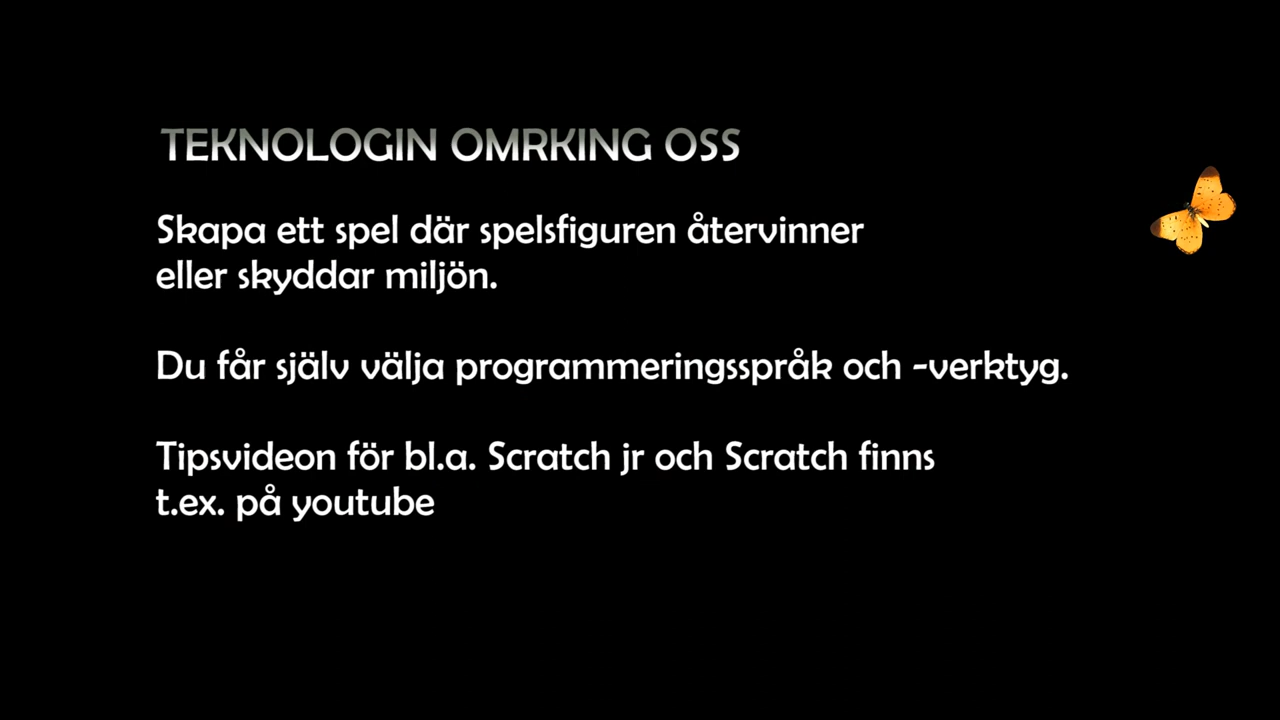 TEKNOLOGIN OMRKING OSS
Skapa ett spel där spelsfiguren återvinner
eller skyddar miljön.
Du får själv välja programmeringsspråk och -verktyg.
Tipsvideon för bl.a. Scratch jr och Scratch finns
t.ex. på youtube